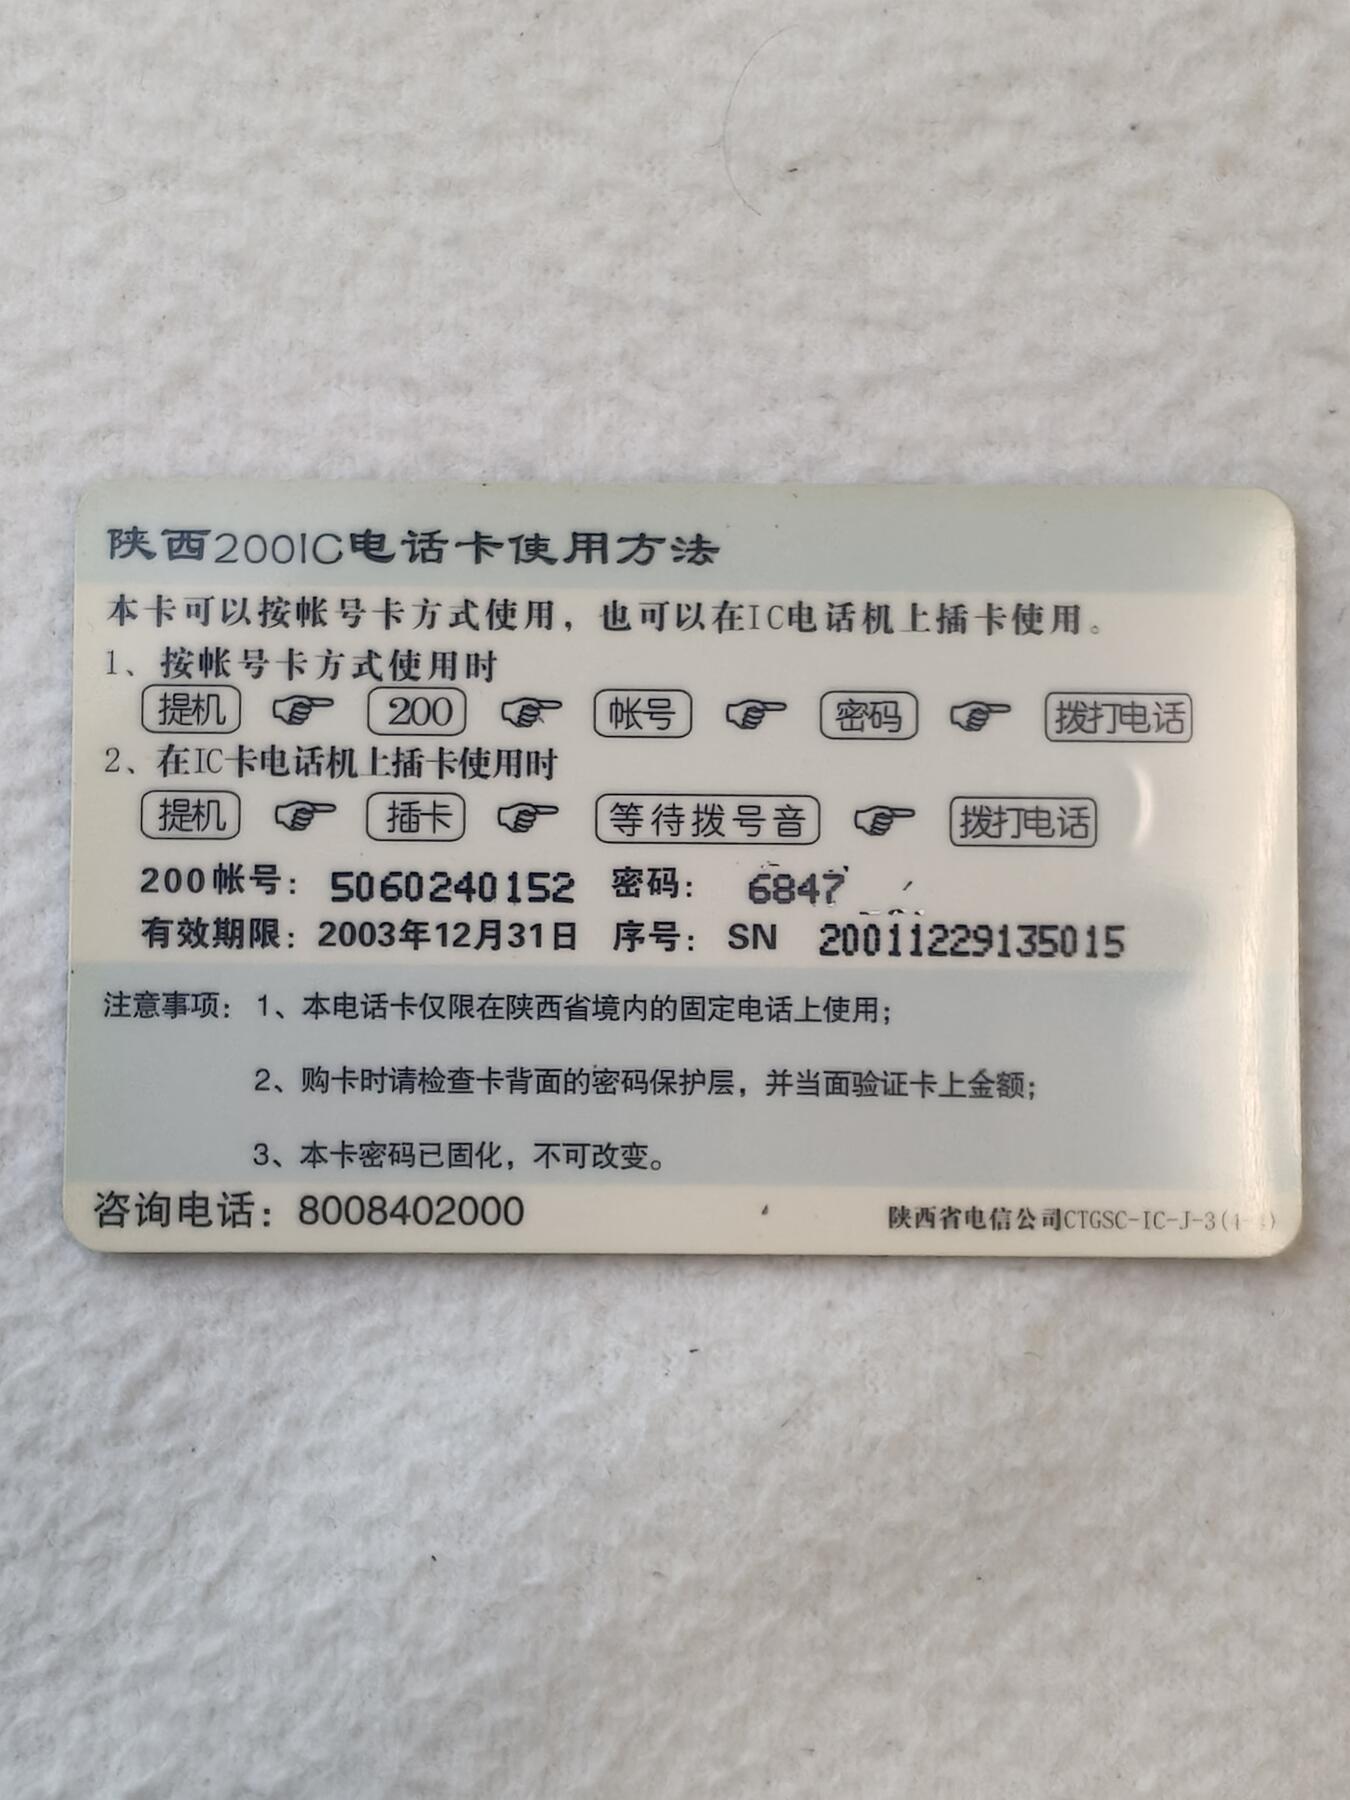 陕西200IC电话卡使用方法
本卡可以按帐号卡方式使用，也可以在IC电话机上插卡使用。
1、按帐号卡方式使用时
提机 200 帐号 密码 拨打电话
2、在IC卡电话机上插卡使用时
提机 插卡 等待拨号音 拨打电话
200帐号：5060240152 密码：6847
有效期限：2003年12月31日 序号：SN 20011229135015
注意事项：1、本电话卡仅限在陕西省境内的固定电话上使用；
2、购卡时请检查卡背面的密码保护层，并当面验证卡上金额；
3、本卡密码已固化，不可改变。
咨询电话：8008402000
陕西省电信公司CTGSC-IC-J-3(4-